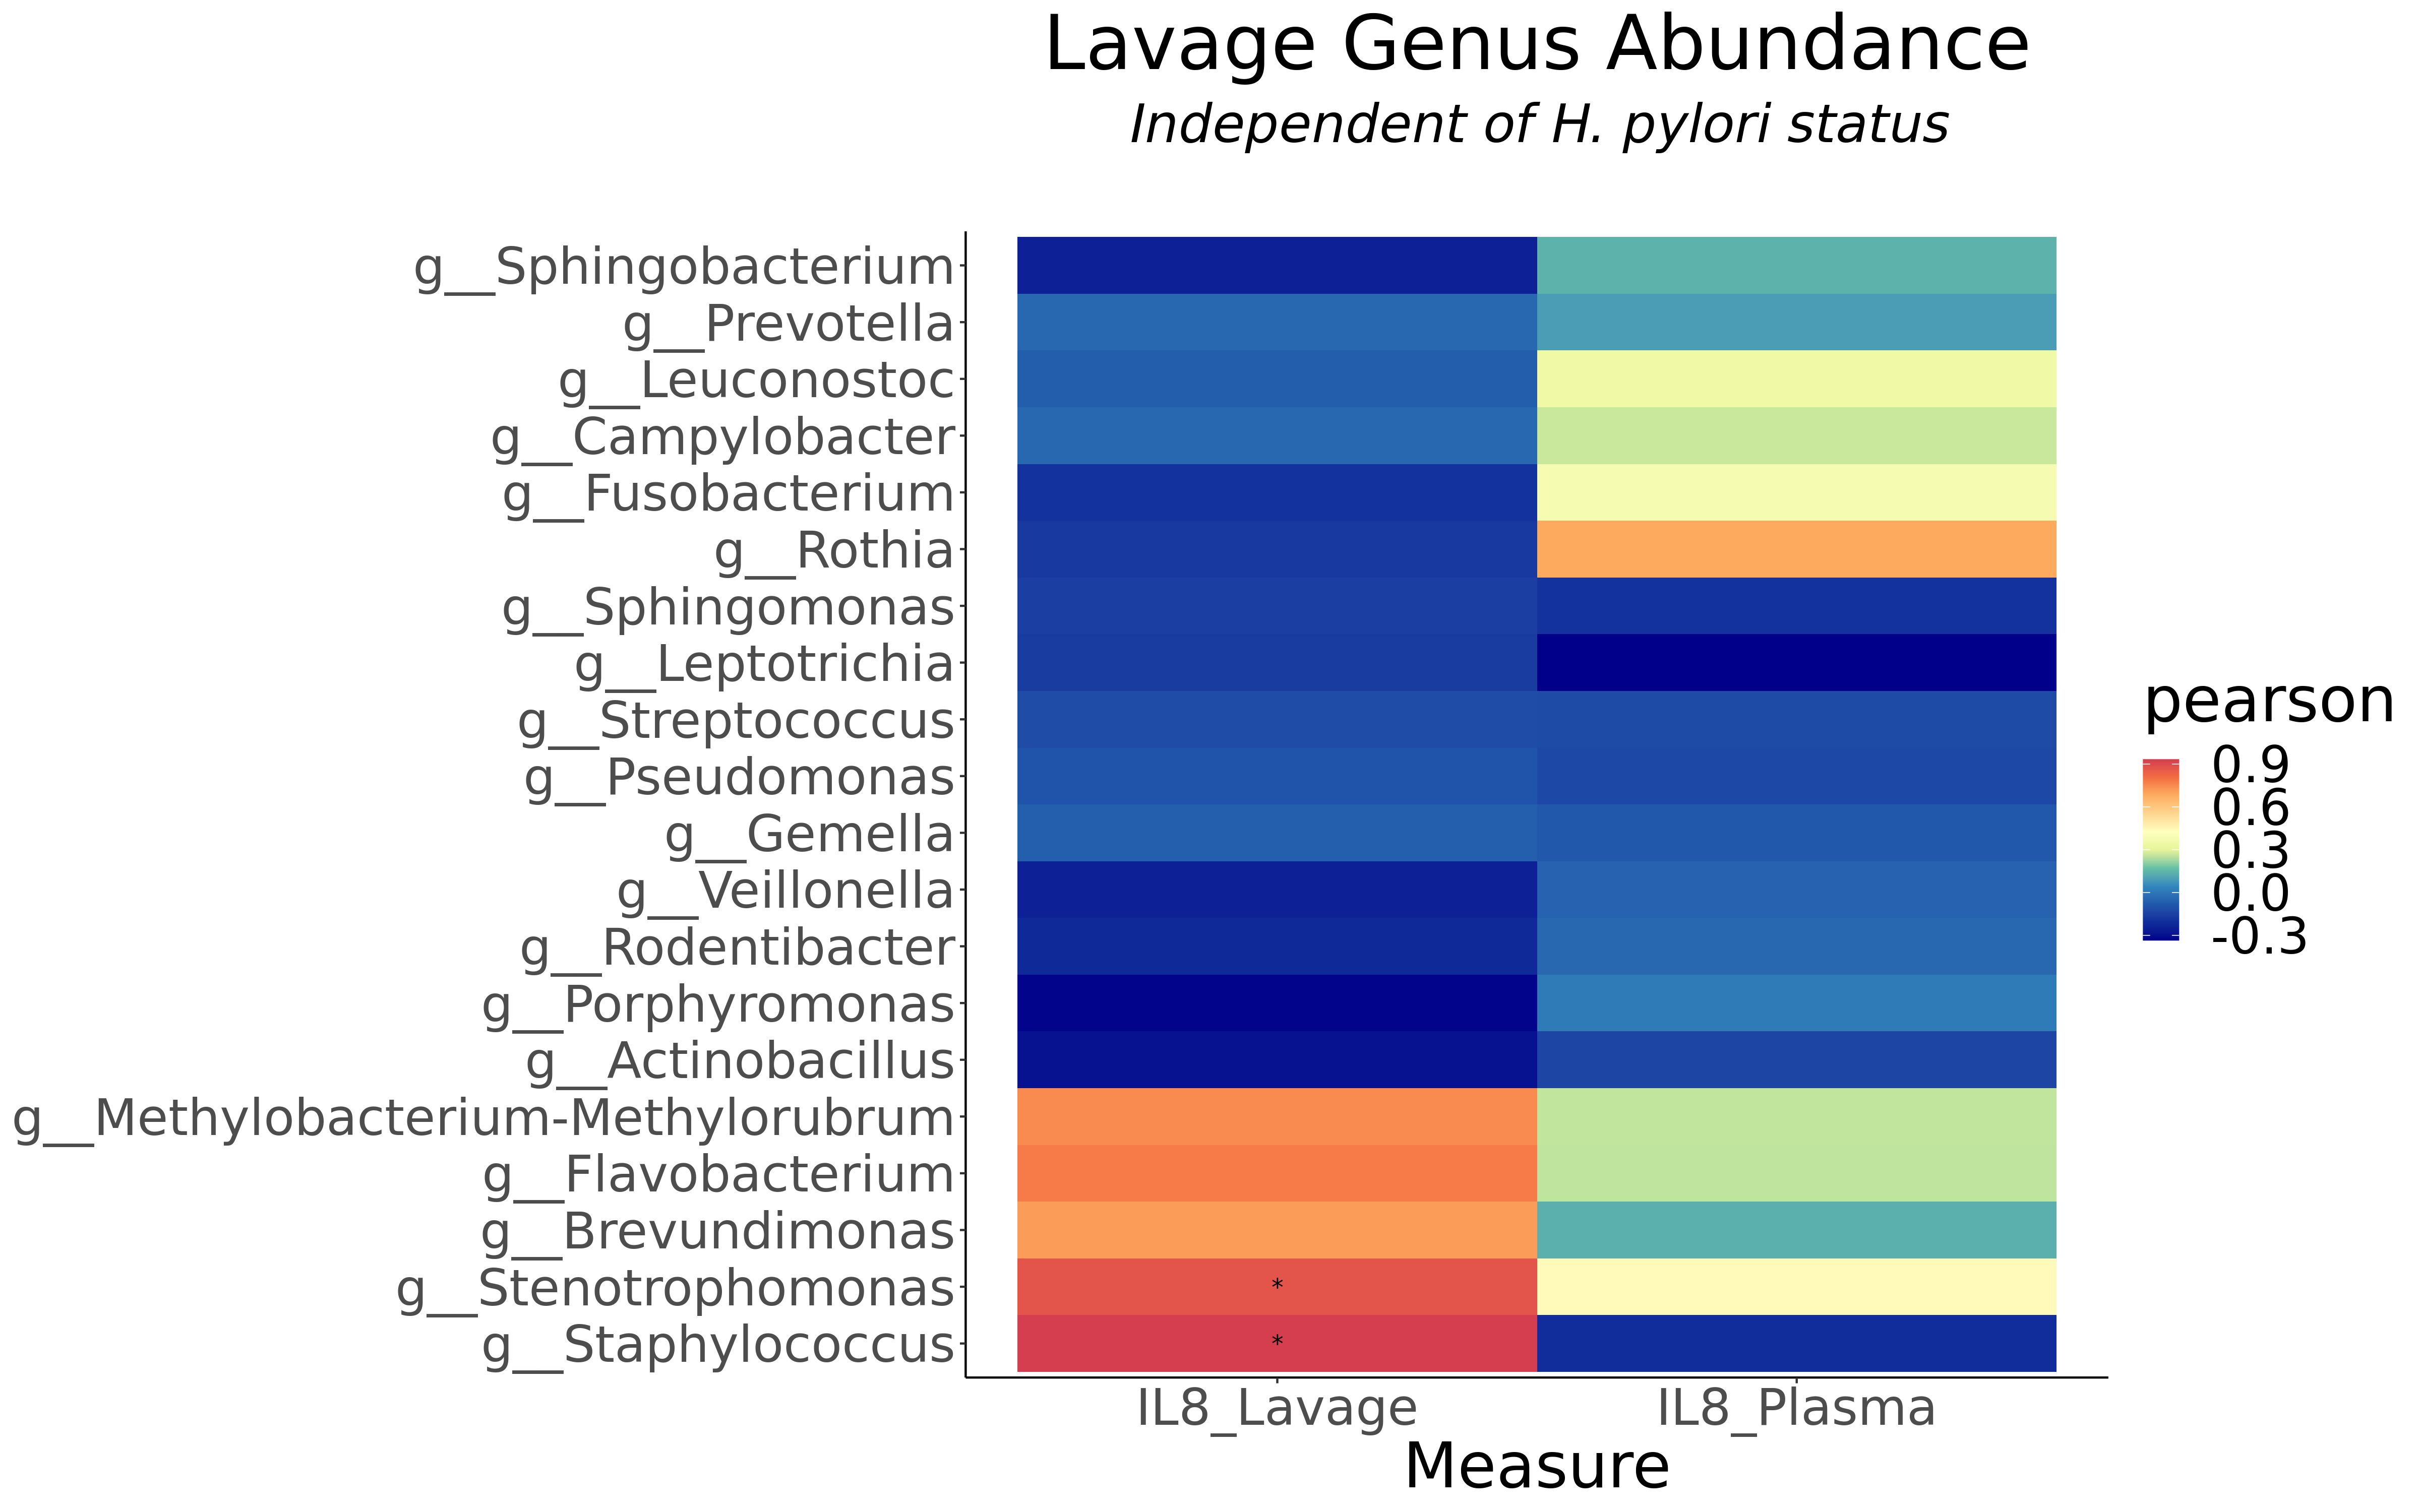 Lavage Genus Abundance
Independent of H. pylori status
g__Sphingobacterium
g__Prevotella
g__Leuconostoc
g__Campylobacter
g__Fusobacterium
g__Rothia
g__Sphingomonas
g__Leptotrichia
g__Streptococcus
g__Pseudomonas
g__Gemella
g__Veillonella
g__Rodentibacter
g__Porphyromonas
g__Actinobacillus
g__Methylobacterium-Methylorubrum
g__Flavobacterium
g__Brevundimonas
g__Stenotrophomonas
*
g__Staphylococcus
*
IL8_Lavage IL8_Plasma
Measure
pearson
0.9
0.6
0.3
0.0
-0.3